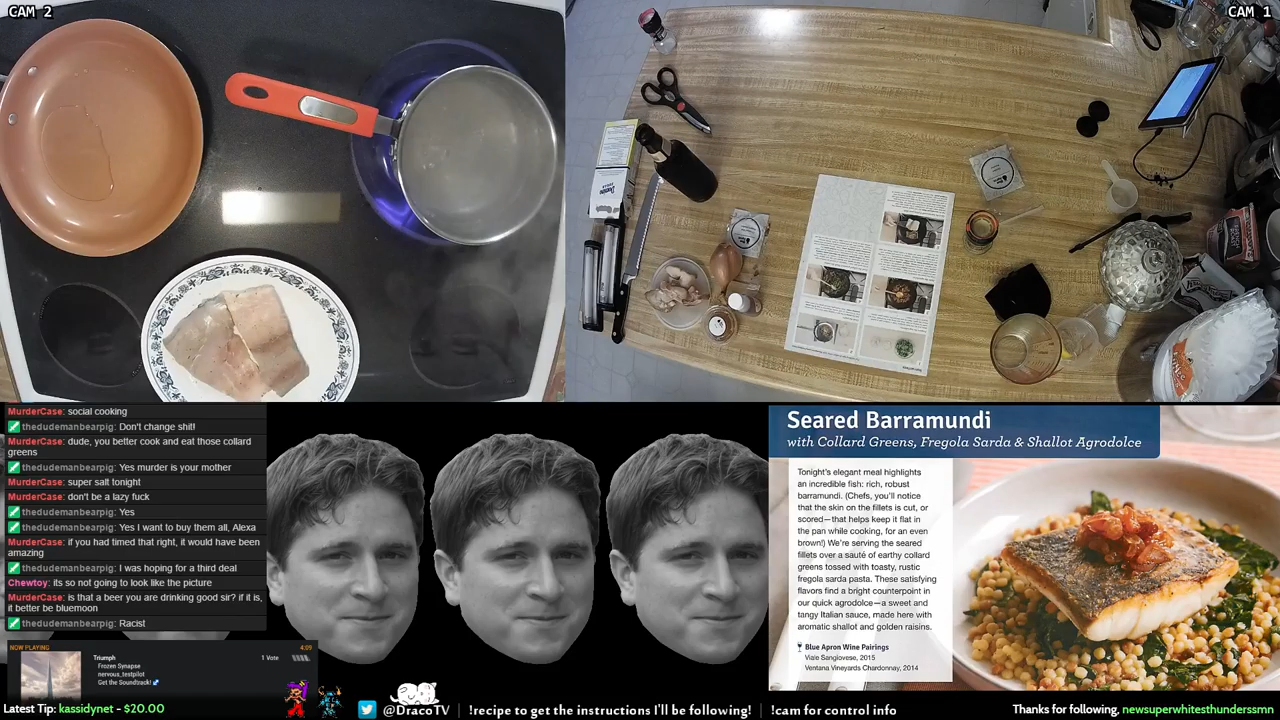 CAM 2
CAM 1
MurderCase: social cooking
thedudemanbearpig: Don't change shit!
MurderCase: dude, you better cook and eat those collard
greens
thedudemanbearpig: Yes murder is your mother
MurderCase: super salt tonight
MurderCase: don't be a lazy fuck
thedudemanbearpig: Yes
thedudemanbearpig: Yes I want to buy them all, Alexa
MurderCase: if you had timed that right, it would have been
amazing
thedudemanbearpig: I was hoping for a third deal
Chewtoy: its so not going to look like the picture
MurderCase: is that a beer you are drinking good sir? if it is,
it better be bluemoon
thedudemanbearpig: Racist
NOW PLAYING
4:09
Triumph
1 Vote
Frozen Synapse
nervous_testpilot
Get the Soundtrack!
Seared Barramundi
with Collard Greens, Fregola Sarda & Shallot Agrodolce
Tonight's elegant meal highlights
an incredible fish: rich, robust
barramundi. (Chefs, you'll notice
that the skin on the fillets is cut, or
scored—that helps keep it flat in
the pan while cooking, for an even
brown!) We're serving the seared
fillets over a sauté of earthy collard
greens tossed with toasty, rustic
fregola sarda pasta. These satisfying
flavors find a bright counterpoint in
our quick agrodolce—a sweet and
tangy Italian sauce, made here with
aromatic shallot and golden raisins.
Blue Apron Wine Pairings
Viale Sangiovese, 2015
Ventana Vineyards Chardonnay, 2014
Latest Tip: kassidynet - $20.00
@DracoTV
!recipe to get the instructions I'll be following!
!cam for control info
Thanks for following, newsuperwhitesthunderssmn